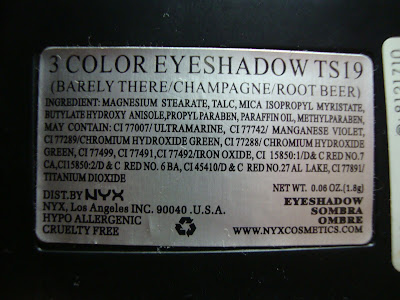 3 COLOR EYESHADOW TS19
(BARELY THERE/CHAMPAGNE/ROOT BEER)
INGREDIENT: MAGNESIUM STEARATE, TALC, MICA ISOPROPYL MYRISTATE,
BUTYLATE HYDROXY ANISOLE,PROPYL PARABEN, PARAFFIN OIL, METHYLPARABEN,
MAY CONTAIN: CI 77007/ ULTRAMARINE, CI 77742/ MANGANESE VIOLET,
CI 77289/CHROMIUM HYDROXIDE GREEN, CI 77288/ CHROMIUM HYDROXIDE
GREEN, CI 77499, CI 77491,CI 77492/IRON OXIDE, CI 15850:1/D& C RED NO.7
CA,CI15850:2/D & C RED NO. 6 BA, CI 45410/D & C RED NO.27 AL LAKE, CI 77891/
TITANIUM DIOXIDE
NET WT. 0.06 OZ.(1.8g)
DIST.BY NYX
NYX, Los Angeles INC. 90040 .U.S.A.
HYPO ALLERGENIC
CRUELTY FREE
EYESHADOW
SOMBRA
OMBRE
WWW.NYXCOSMETICS.COM